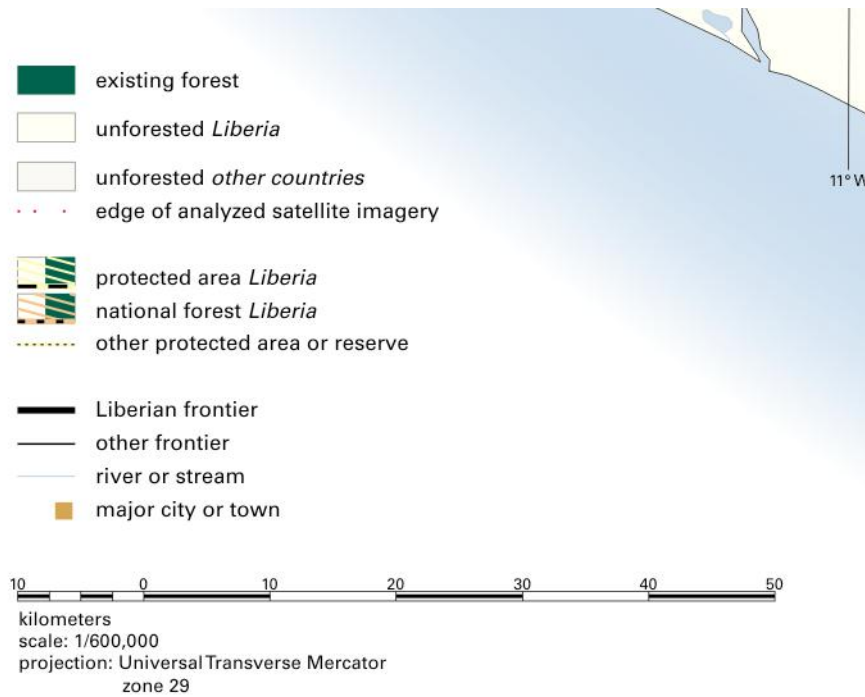 existing forest
unforested Liberia
unforested other countries
11° W
edge of analyzed satellite imagery
protected area Liberia
national forest Liberia
other protected area or reserve
Liberian frontier
other frontier
river or stream
major city or town
10 0 10 20 30 40 50
kilometers
scale: 1/600,000
projection: Universal Transverse Mercator
zone 29